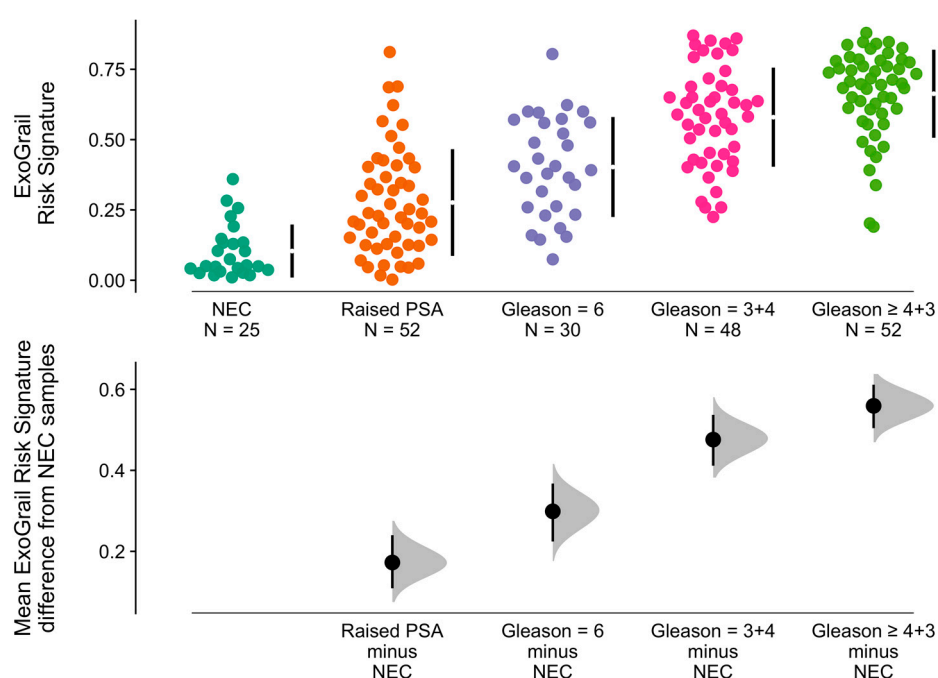 ExoGrail
Risk Signature
0.75
0.50
0.25
0.00
NEC
N = 25
Raised PSA
N = 52
Gleason = 6
N = 30
Gleason = 3+4
N = 48
Gleason ≥ 4+3
N = 52
Mean ExoGrail Risk Signature
difference from NEC samples
0.6
0.4
0.2
Raised PSA
minus
NEC
Gleason = 6
minus
NEC
Gleason = 3+4
minus
NEC
Gleason ≥ 4+3
minus
NEC